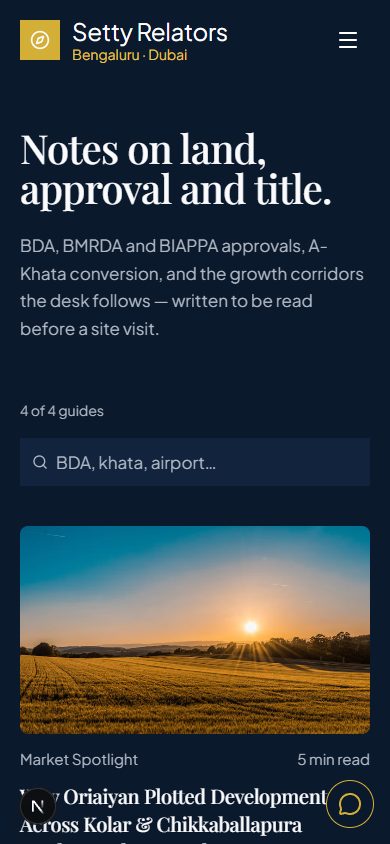 Setty Relators
Bengaluru · Dubai
Notes on land,
approval and title.
BDA, BMRDA and BIAPPA approvals, A-
Khata conversion, and the growth corridors
the desk follows — written to be read
before a site visit.
4 of 4 guides
BDA, khata, airport…
Market Spotlight
5 min read
Oriaiyan Plotted Development
N
Across Kolar & Chikkaballapura